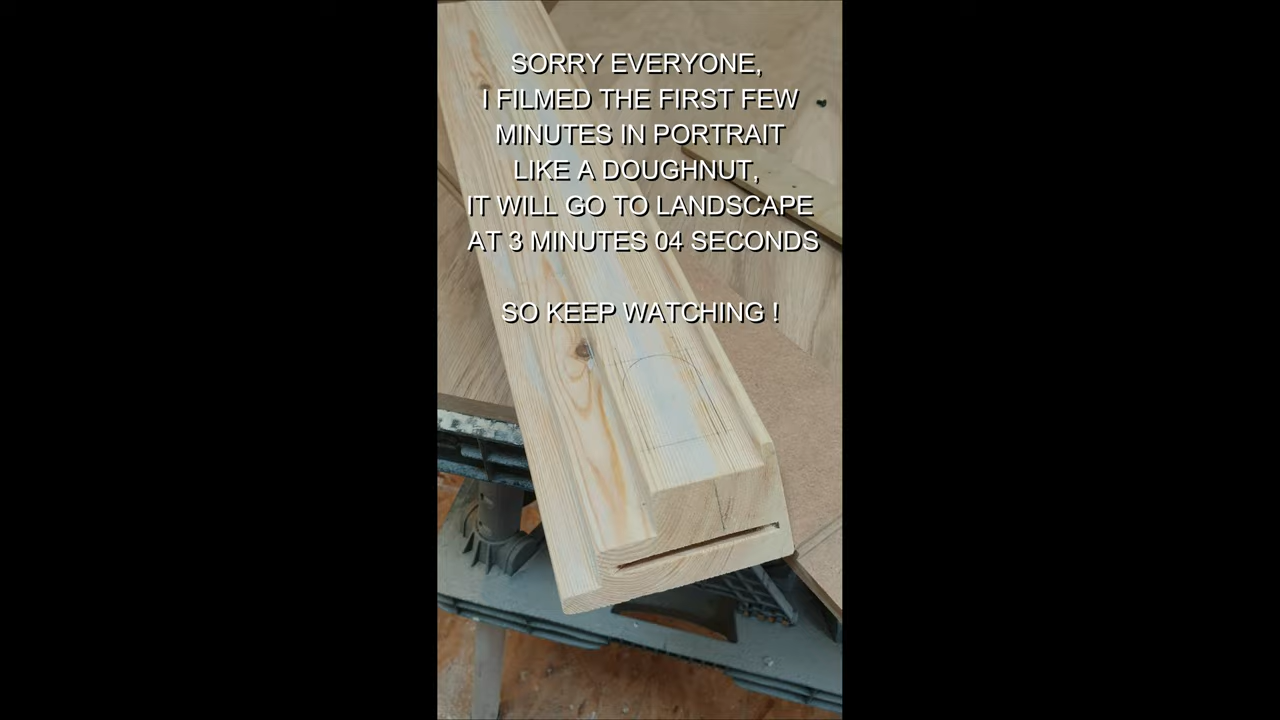 SORRY EVERYONE,
I FILMED THE FIRST FEW
MINUTES IN PORTRAIT
LIKE A DOUGHNUT,
IT WILL GO TO LANDSCAPE
AT 3 MINUTES 04 SECONDS
SO KEEP WATCHING !